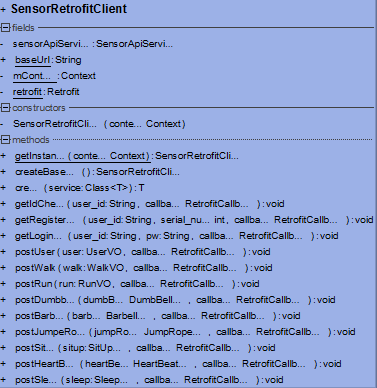 + SensorRetrofitClient
fields
- sensorApiServi... :SensorApiServi...
+ baseUrl:String
- mCont... :Context
- retrofit:Retrofit
constructors
- SensorRetrofitCli... (conte... Context)
methods
+ getInstan... (conte... Context):SensorRetrofitCli...
+ createBase... ():SensorRetrofitCli...
+ cre... (service:Class<T>):T
+ getIdChe... (user_id:String, callba... RetrofitCallb... ):void
+ getRegister... (user_id:String, serial_nu... int, callba... RetrofitCallb... ):void
+ getLogin... (user_id:String, pw:String, callba... RetrofitCallb... ):void
+ postUser(user:UserVO, callba... RetrofitCallb... ):void
+ postWalk(walk:WalkVO, callba... RetrofitCallb... ):void
+ postRun(run:RunVO, callba... RetrofitCallb... ):void
+ postDumbb... (dumbB... DumbBell... , callba... RetrofitCallb... ):void
+ postBarb... (barb... Barbell... , callba... RetrofitCallb... ):void
+ postJumpeRo... (jumpRo... JumpRope... , callba... RetrofitCallb... ):void
+ postSit... (situp:SitUp... , callba... RetrofitCallb... ):void
+ postHeartB... (heartBe... HeartBeat... , callba... RetrofitCallb... ):void
+ postSle... (sleep:Sleep... , callba... RetrofitCallb... ):void